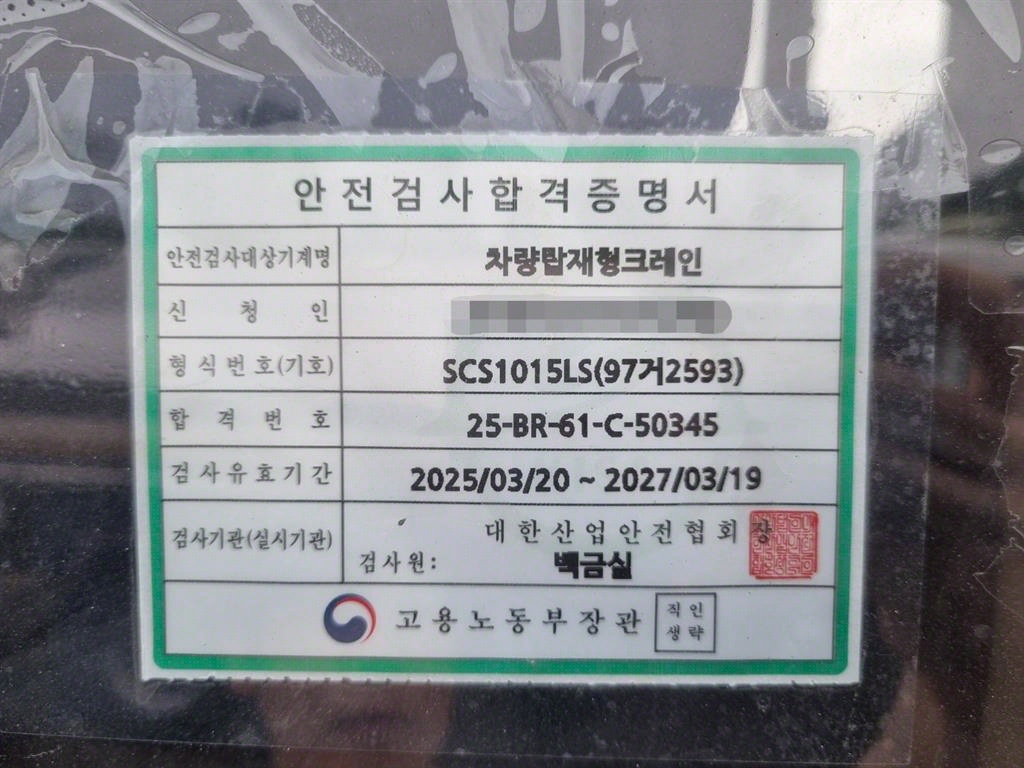 안전검사합격증명서
안전검사대상기계명 차량탑재형크레인
신청인
형식번호(기호) SCS1015LS(97거2593)
합격번호 25-BR-61-C-50345
검사유효기간 2025/03/20 ~ 2027/03/19
검사기관(실시기관) 대한산업안전협회장
검사원: 백금실
고용노동부장관 직인
생략